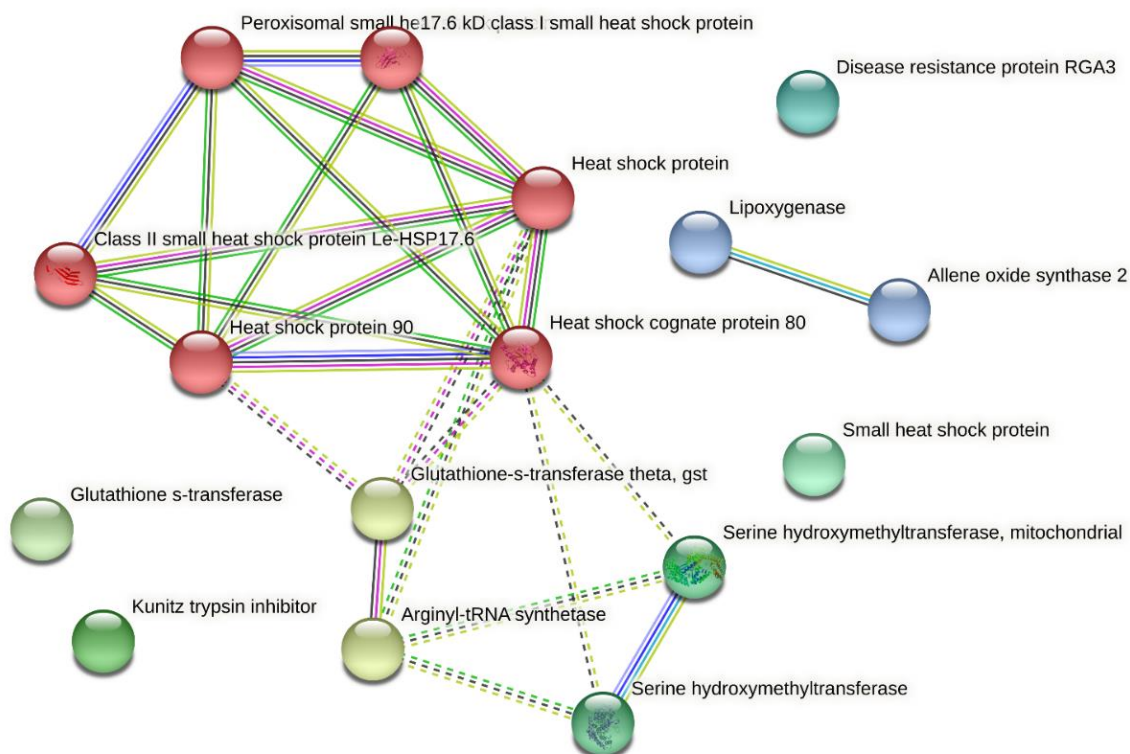 Peroxisomal small he
17.6 kD class I small heat shock protein
Disease resistance protein RGA3
Heat shock protein
Lipoxygenase
Class II small heat shock protein Le-HSP17.6
Allene oxide synthase 2
Heat shock protein 90
Heat shock cognate protein 80
Small heat shock protein
Glutathione-s-transferase theta, gst
Glutathione s-transferase
Serine hydroxymethyltransferase, mitochondrial
Kunitz trypsin inhibitor
Arginyl-tRNA synthetase
Serine hydroxymethyltransferase